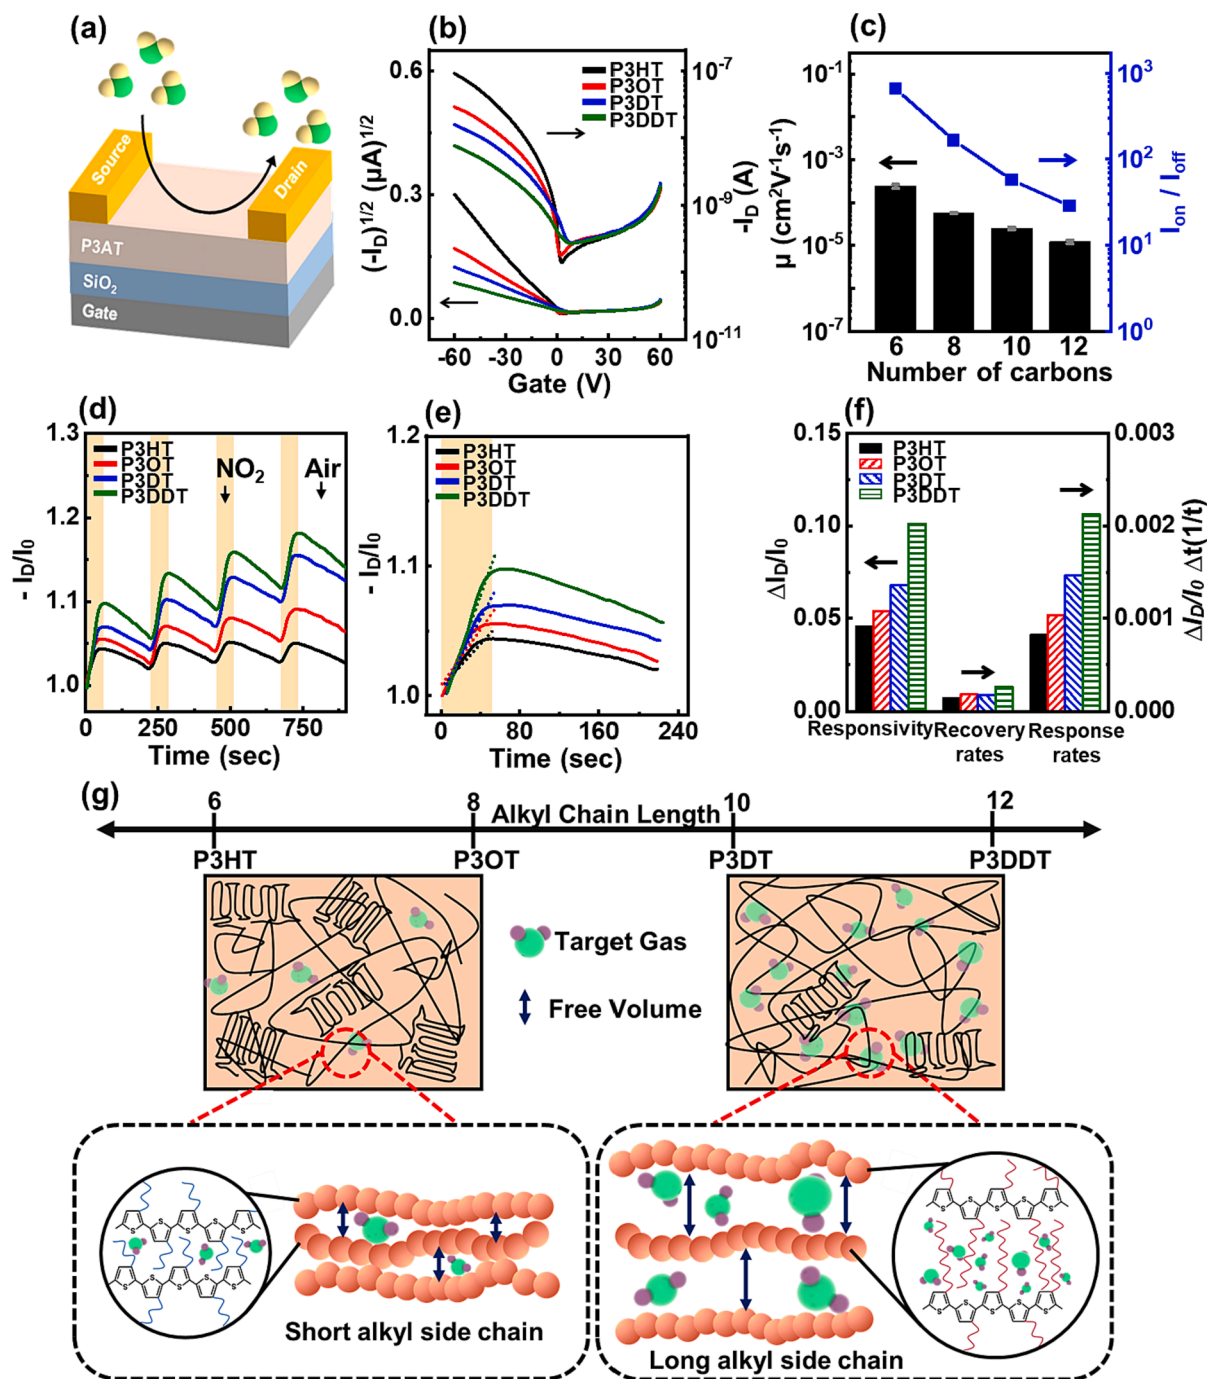 (a)
Source
Drain
P3AT
SiO2
Gate
(b)
P3HT
P3OT
P3DT
P3DDT
0.6
0.3
0.0
(-ID)1/2 (μA)1/2
10-7
10-9
10-11
-ID (A)
-60 -30 0 30 60
Gate (V)
(c)
10-1
10-3
10-5
10-7
μ (cm2V-1s-1)
103
102
101
100
Ion / Ioff
6 8 10 12
Number of carbons
(d)
P3HT
P3OT
P3DT
P3DDT
NO2
Air
1.3
1.2
1.1
1.0
- ID/I0
0 250 500 750
Time (sec)
(e)
P3HT
P3OT
P3DT
P3DDT
1.2
1.1
1.0
- ID/I0
0 80 160 240
Time (sec)
(f)
P3HT
P3OT
P3DT
P3DDT
0.15
0.10
0.05
0.00
ΔID/I0
0.003
0.002
0.001
0.000
ΔID/I0 Δt(1/t)
Responsivity
Recovery
rates
Response
rates
(g)
6 8 10 12
Alkyl Chain Length
P3HT P3OT P3DT P3DDT
Target Gas
Free Volume
S S S S S
S S S S S
Short alkyl side chain
S S S S S
S S S S S
Long alkyl side chain